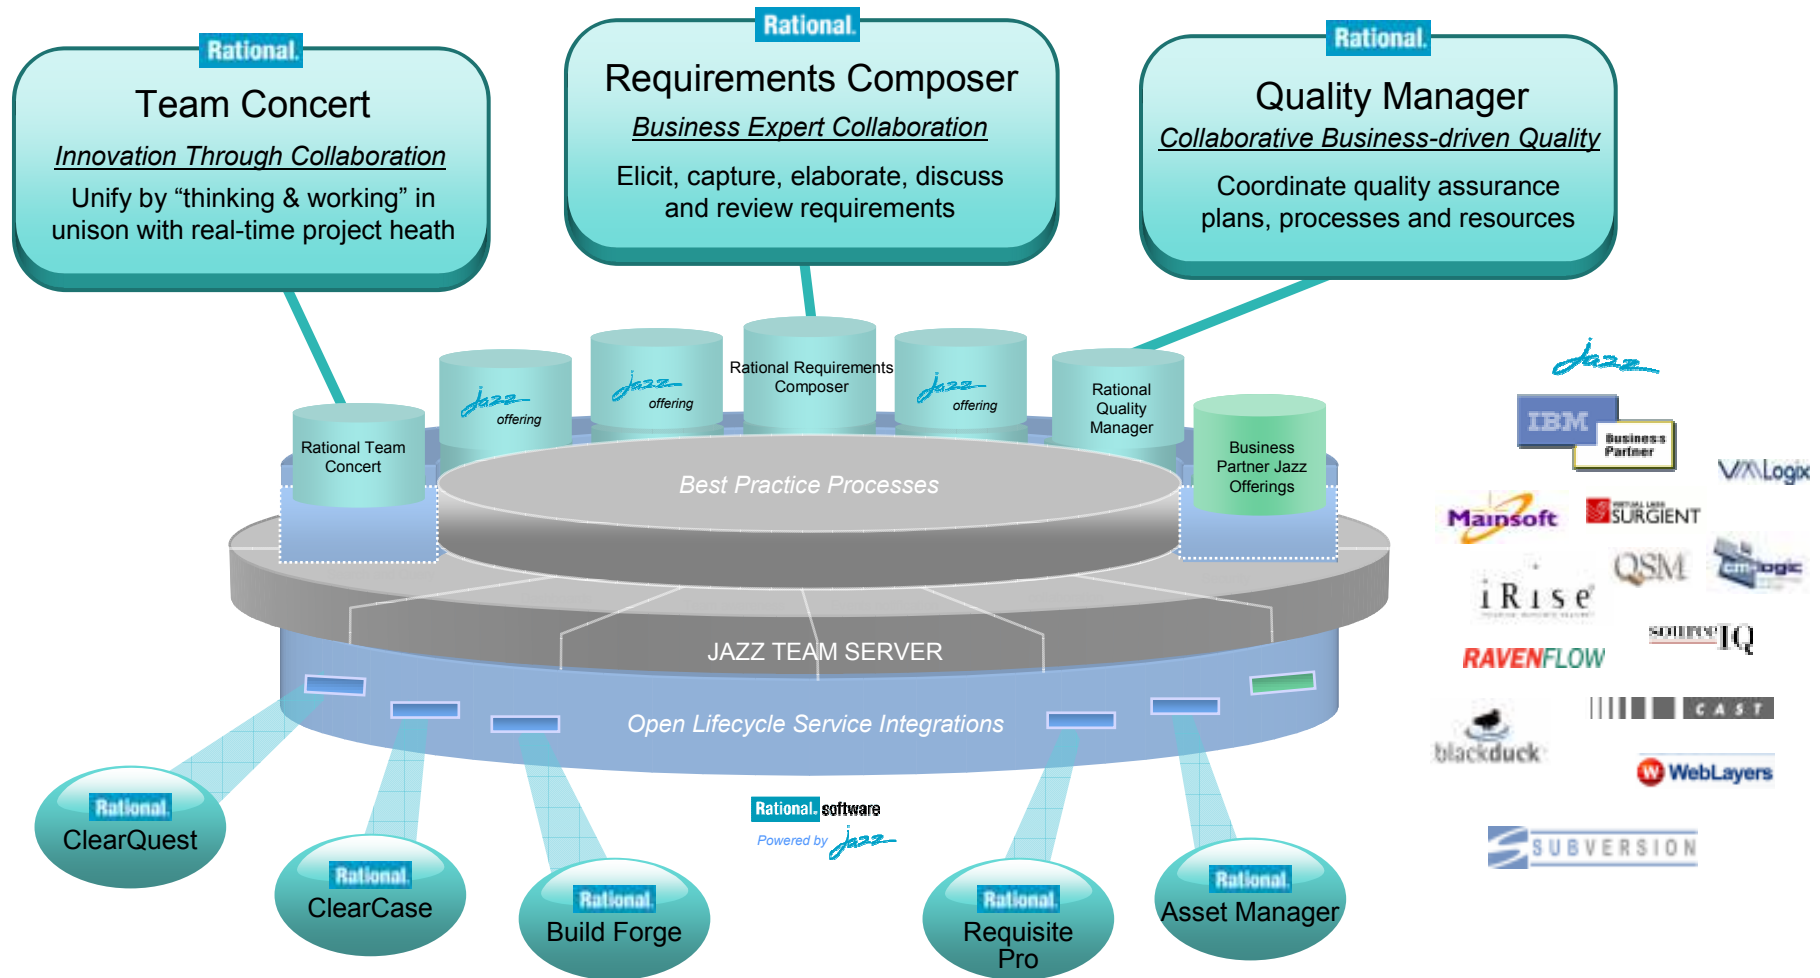 Rational.
Team Concert
Innovation Through Collaboration
Unify by “thinking & working” in
unison with real-time project heath
Rational.
Requirements Composer
Business Expert Collaboration
Elicit, capture, elaborate, discuss
and review requirements
Rational.
Quality Manager
Collaborative Business-driven Quality
Coordinate quality assurance
plans, processes and resources
Rational Team
Concert
jazz
offering
jazz
offering
Rational Requirements
Composer
jazz
offering
Rational
Quality
Manager
Business
Partner Jazz
Offerings
Best Practice Processes
JAZZ TEAM SERVER
Open Lifecycle Service Integrations
Rational.
ClearQuest
Rational.
ClearCase
Rational.
Build Forge
Rational. software
Powered by jazz
Rational.
Requisite
Pro
Rational.
Asset Manager
jazz
IBM
Business
Partner
VMLogix
Mainsoft
SURGIENT
QSM
cm-logic
iRise
source IQ
RAVENFLOW
CAST
blackduck
W WebLayers
SUBVERSION